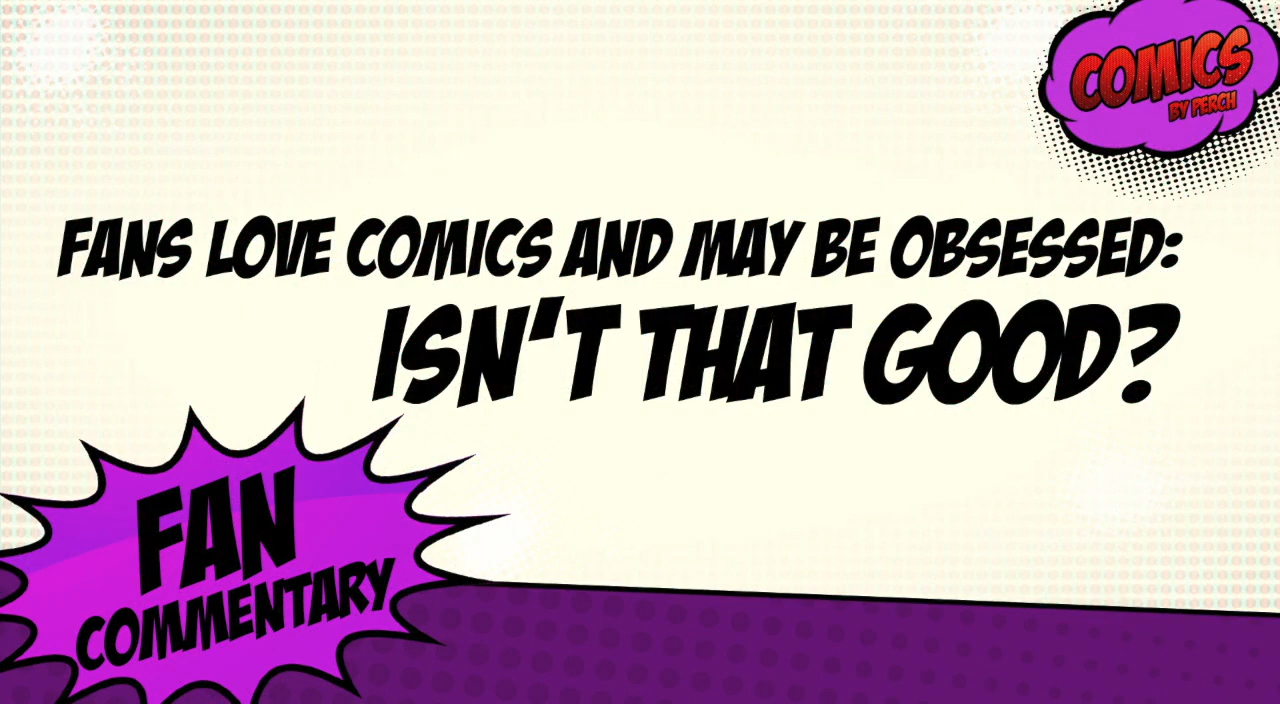 COMICS
BY PERCH
FANS LOVE COMICS AND MAY BE OBSESSED:
ISN'T THAT GOOD?
FAN
COMMENTARY